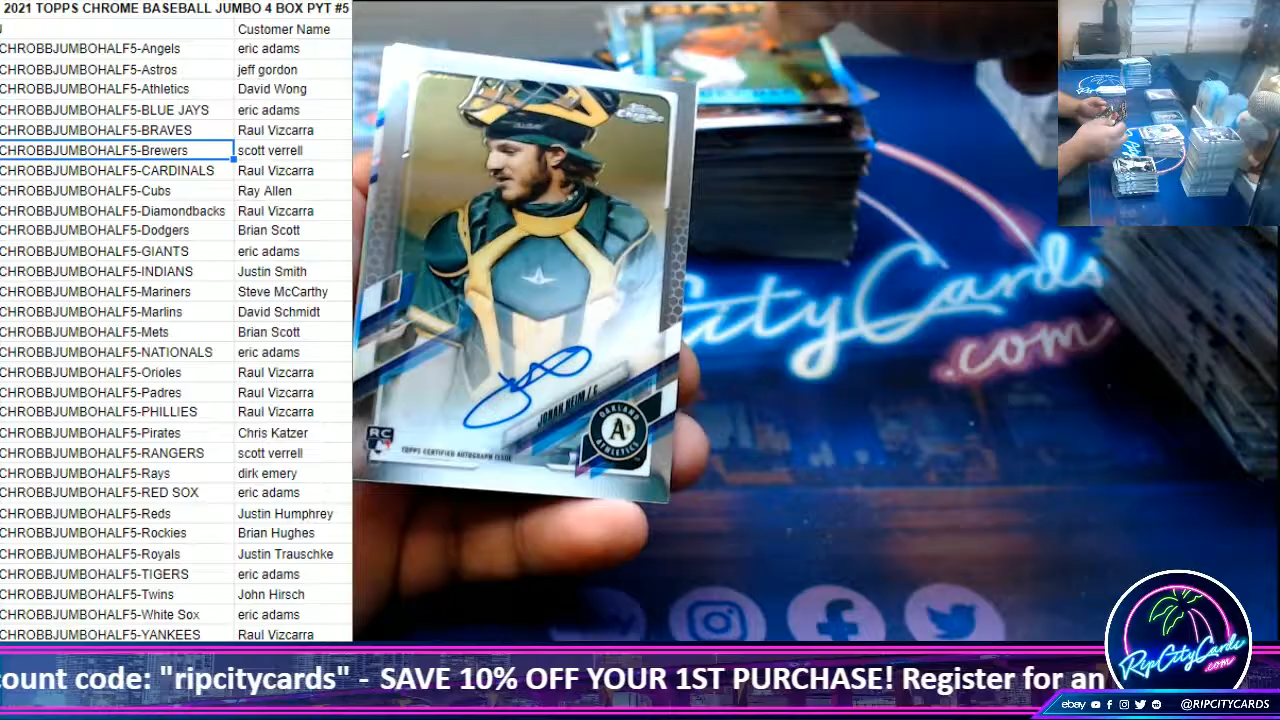 2021 TOPPS CHROME BASEBALL JUMBO 4 BOX PYT #5
Customer Name
CHROBBJUMBOHALF5-Angels eric adams
CHROBBJUMBOHALF5-Astros jeff gordon
CHROBBJUMBOHALF5-Athletics David Wong
CHROBBJUMBOHALF5-BLUE JAYS eric adams
CHROBBJUMBOHALF5-BRAVES Raul Vizcarra
CHROBBJUMBOHALF5-Brewers scott verrell
CHROBBJUMBOHALF5-CARDINALS Raul Vizcarra
CHROBBJUMBOHALF5-Cubs Ray Allen
CHROBBJUMBOHALF5-Diamondbacks Raul Vizcarra
CHROBBJUMBOHALF5-Dodgers Brian Scott
CHROBBJUMBOHALF5-GIANTS eric adams
CHROBBJUMBOHALF5-INDIANS Justin Smith
CHROBBJUMBOHALF5-Mariners Steve McCarthy
CHROBBJUMBOHALF5-Marlins David Schmidt
CHROBBJUMBOHALF5-Mets Brian Scott
CHROBBJUMBOHALF5-NATIONALS eric adams
CHROBBJUMBOHALF5-Orioles Raul Vizcarra
CHROBBJUMBOHALF5-Padres Raul Vizcarra
CHROBBJUMBOHALF5-PHILLIES Raul Vizcarra
CHROBBJUMBOHALF5-Pirates Chris Katzer
CHROBBJUMBOHALF5-RANGERS scott verrell
CHROBBJUMBOHALF5-Rays dirk emery
CHROBBJUMBOHALF5-RED SOX eric adams
CHROBBJUMBOHALF5-Reds Justin Humphrey
CHROBBJUMBOHALF5-Rockies Brian Hughes
CHROBBJUMBOHALF5-Royals Justin Trauschke
CHROBBJUMBOHALF5-TIGERS eric adams
CHROBBJUMBOHALF5-Twins John Hirsch
CHROBBJUMBOHALF5-White Sox eric adams
CHROBBJUMBOHALF5-YANKEES Raul Vizcarra
Topps
Chrome
JONAH HEIM / C
OAKLAND
A's
ATHLETICS
RC
TOPPS CERTIFIED AUTOGRAPH ISSUE
CityCards
.com
ount code: "ripcitycards" - SAVE 10% OFF YOUR 1ST PURCHASE! Register for an
RipCityCards
.com
ebay @RIPCITYCARDS